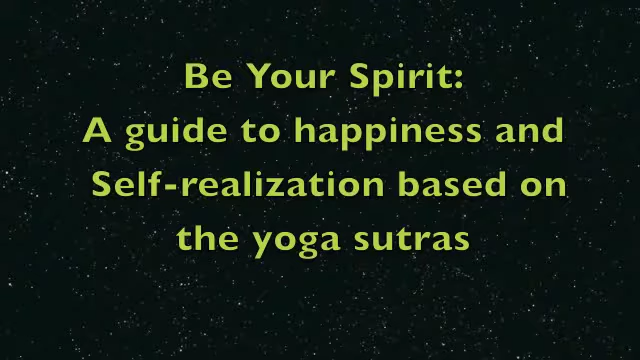 Be Your Spirit:
A guide to happiness and
Self-realization based on
the yoga sutras